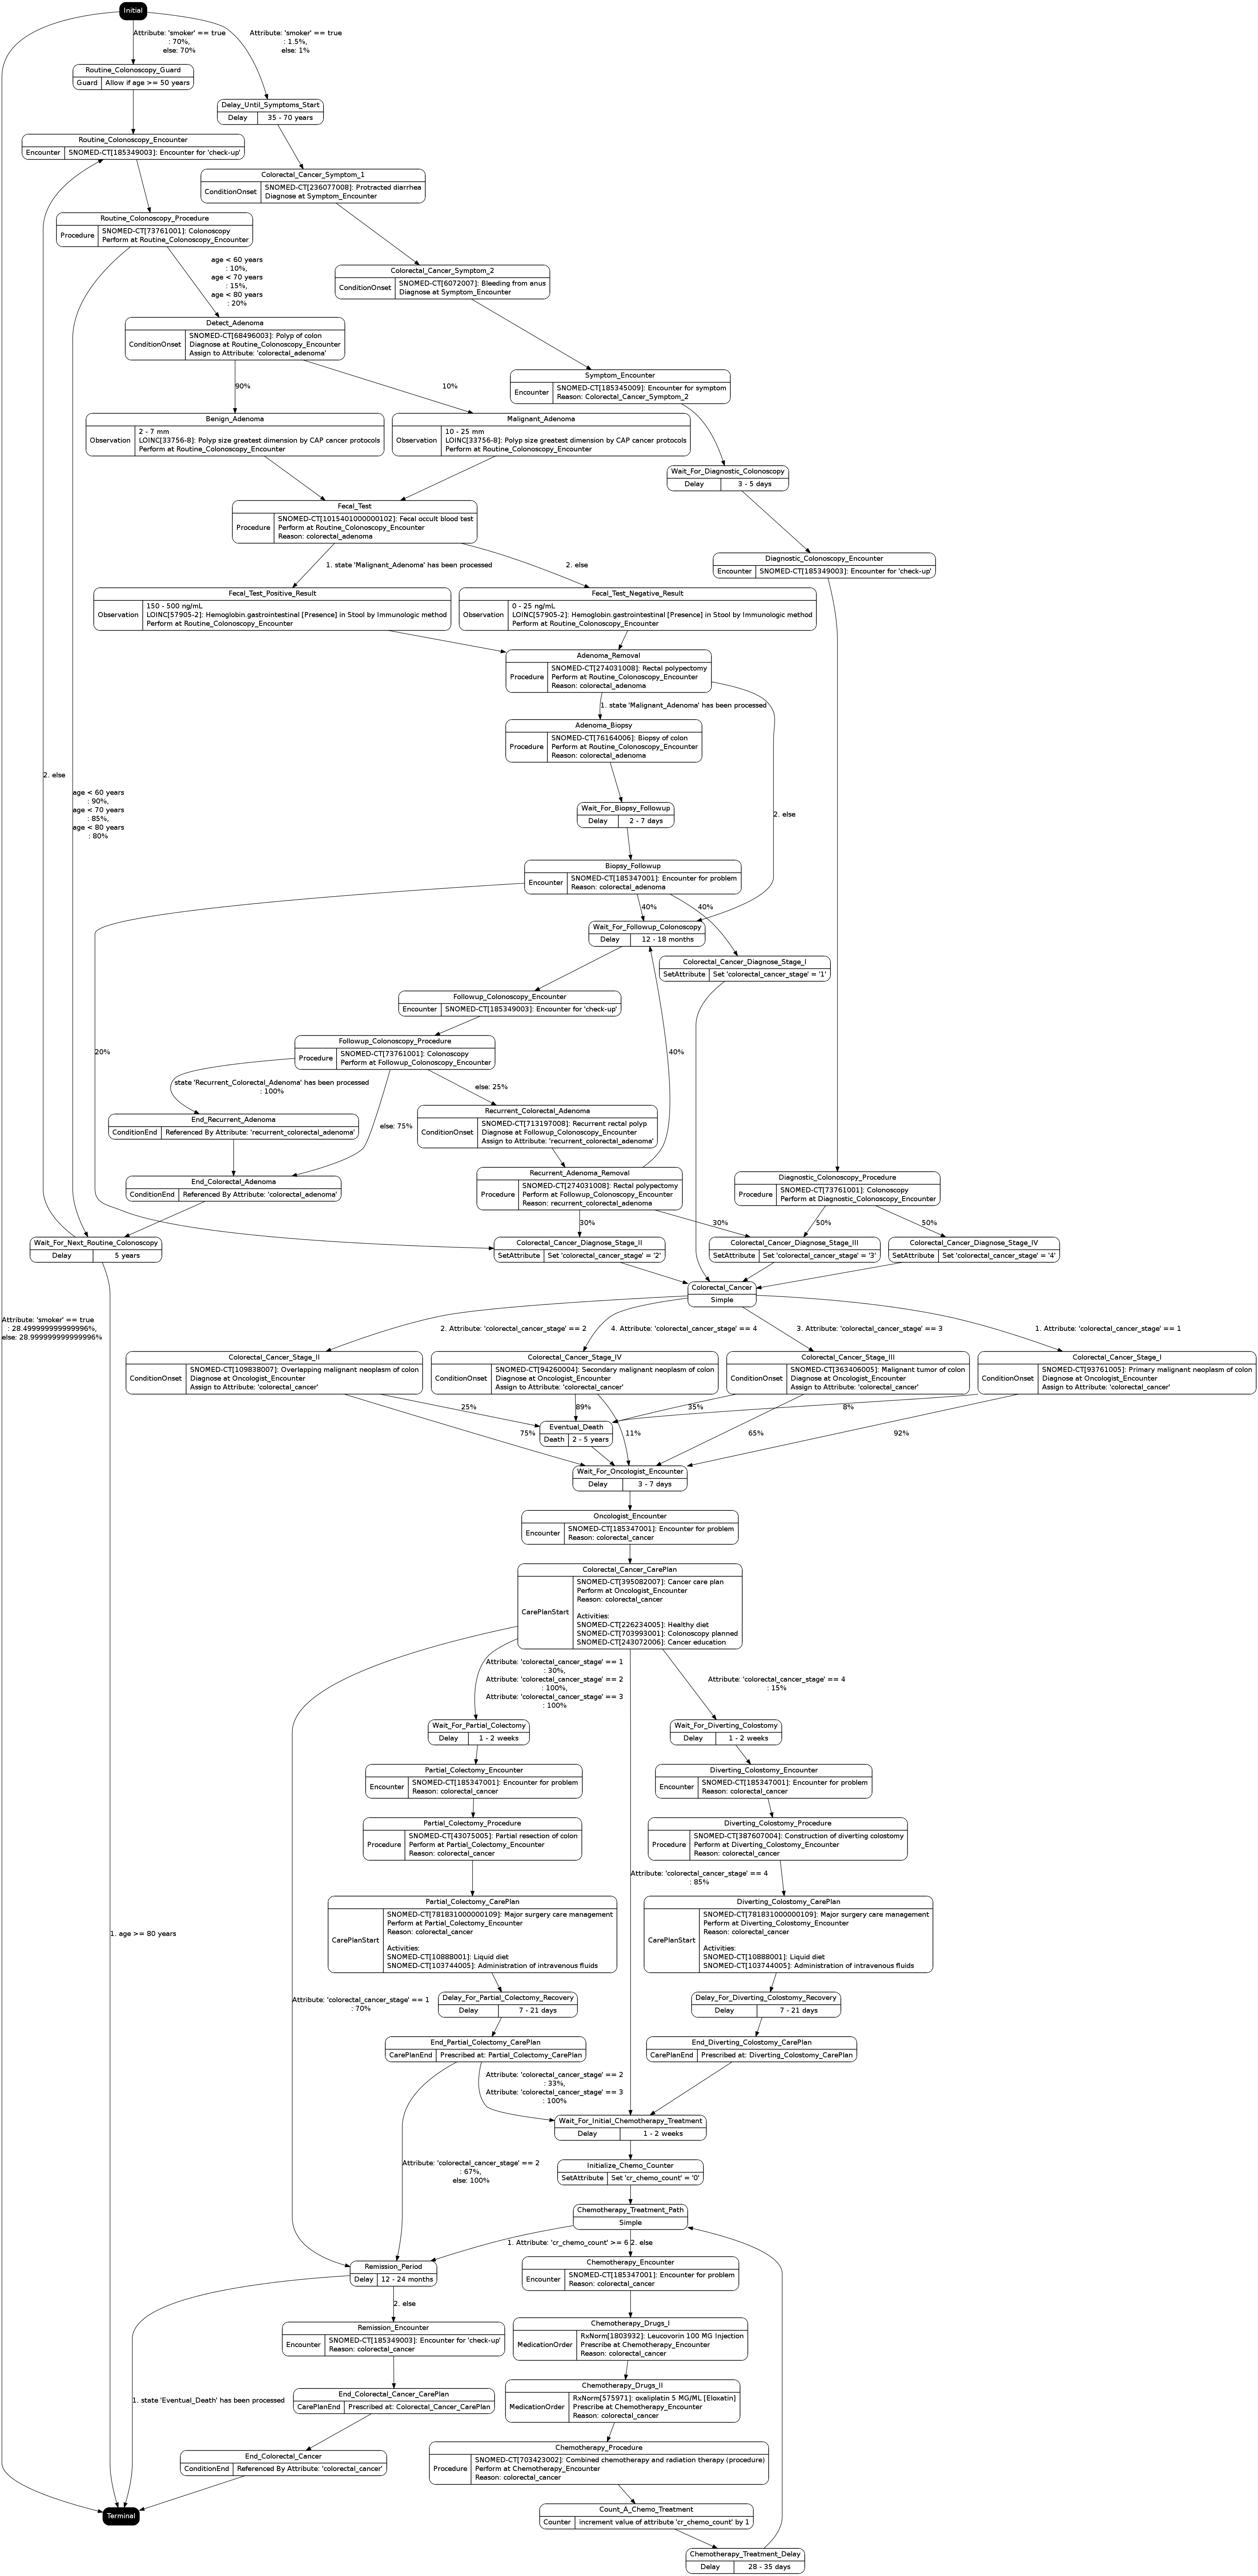 Initial
Attribute: 'smoker' == true
: 70%,
else: 70%
Attribute: 'smoker' == true
: 1.5%,
else: 1%
Routine_Colonoscopy_Guard
Guard Allow if age >= 50 years
Delay_Until_Symptoms_Start
Delay 35 - 70 years
Routine_Colonoscopy_Encounter
Encounter SNOMED-CT[185349003]: Encounter for 'check-up'
Colorectal_Cancer_Symptom_1
ConditionOnset SNOMED-CT[236077008]: Protracted diarrhea
Diagnose at Symptom_Encounter
Routine_Colonoscopy_Procedure
Procedure SNOMED-CT[73761001]: Colonoscopy
Perform at Routine_Colonoscopy_Encounter
age < 60 years
: 10%,
age < 70 years
: 15%,
age < 80 years
: 20%
Colorectal_Cancer_Symptom_2
ConditionOnset SNOMED-CT[6072007]: Bleeding from anus
Diagnose at Symptom_Encounter
Detect_Adenoma
ConditionOnset SNOMED-CT[68496003]: Polyp of colon
Diagnose at Routine_Colonoscopy_Encounter
Assign to Attribute: 'colorectal_adenoma'
Symptom_Encounter
Encounter SNOMED-CT[185345009]: Encounter for symptom
Reason: Colorectal_Cancer_Symptom_2
90%
10%
Benign_Adenoma
Observation 2 - 7 mm
LOINC[33756-8]: Polyp size greatest dimension by CAP cancer protocols
Perform at Routine_Colonoscopy_Encounter
Malignant_Adenoma
Observation 10 - 25 mm
LOINC[33756-8]: Polyp size greatest dimension by CAP cancer protocols
Perform at Routine_Colonoscopy_Encounter
Wait_For_Diagnostic_Colonoscopy
Delay 3 - 5 days
Fecal_Test
Procedure SNOMED-CT[1015401000000102]: Fecal occult blood test
Perform at Routine_Colonoscopy_Encounter
Reason: colorectal_adenoma
Diagnostic_Colonoscopy_Encounter
Encounter SNOMED-CT[185349003]: Encounter for 'check-up'
1. state 'Malignant_Adenoma' has been processed
2. else
Fecal_Test_Positive_Result
Observation 150 - 500 ng/mL
LOINC[57905-2]: Hemoglobin.gastrointestinal [Presence] in Stool by Immunologic method
Perform at Routine_Colonoscopy_Encounter
Fecal_Test_Negative_Result
Observation 0 - 25 ng/mL
LOINC[57905-2]: Hemoglobin.gastrointestinal [Presence] in Stool by Immunologic method
Perform at Routine_Colonoscopy_Encounter
Adenoma_Removal
Procedure SNOMED-CT[274031008]: Rectal polypectomy
Perform at Routine_Colonoscopy_Encounter
Reason: colorectal_adenoma
1. state 'Malignant_Adenoma' has been processed
Adenoma_Biopsy
Procedure SNOMED-CT[76164006]: Biopsy of colon
Perform at Routine_Colonoscopy_Encounter
Reason: colorectal_adenoma
2. else
age < 60 years
: 90%,
age < 70 years
: 85%,
age < 80 years
: 80%
Wait_For_Biopsy_Followup
Delay 2 - 7 days
2. else
Biopsy_Followup
Encounter SNOMED-CT[185347001]: Encounter for problem
Reason: colorectal_adenoma
40%
40%
Wait_For_Followup_Colonoscopy
Delay 12 - 18 months
Colorectal_Cancer_Diagnose_Stage_I
SetAttribute Set 'colorectal_cancer_stage' = '1'
Followup_Colonoscopy_Encounter
Encounter SNOMED-CT[185349003]: Encounter for 'check-up'
Followup_Colonoscopy_Procedure
Procedure SNOMED-CT[73761001]: Colonoscopy
Perform at Followup_Colonoscopy_Encounter
20%
40%
state 'Recurrent_Colorectal_Adenoma' has been processed
: 100%
else: 25%
End_Recurrent_Adenoma
ConditionEnd Referenced By Attribute: 'recurrent_colorectal_adenoma'
else: 75%
Recurrent_Colorectal_Adenoma
ConditionOnset SNOMED-CT[713197008]: Recurrent rectal polyp
Diagnose at Followup_Colonoscopy_Encounter
Assign to Attribute: 'recurrent_colorectal_adenoma'
End_Colorectal_Adenoma
ConditionEnd Referenced By Attribute: 'colorectal_adenoma'
Recurrent_Adenoma_Removal
Procedure SNOMED-CT[274031008]: Rectal polypectomy
Perform at Followup_Colonoscopy_Encounter
Reason: recurrent_colorectal_adenoma
Diagnostic_Colonoscopy_Procedure
Procedure SNOMED-CT[73761001]: Colonoscopy
Perform at Diagnostic_Colonoscopy_Encounter
30%
30%
50%
50%
Wait_For_Next_Routine_Colonoscopy
Delay 5 years
Colorectal_Cancer_Diagnose_Stage_II
SetAttribute Set 'colorectal_cancer_stage' = '2'
Colorectal_Cancer_Diagnose_Stage_III
SetAttribute Set 'colorectal_cancer_stage' = '3'
Colorectal_Cancer_Diagnose_Stage_IV
SetAttribute Set 'colorectal_cancer_stage' = '4'
Colorectal_Cancer
Simple
Attribute: 'smoker' == true
: 28.499999999999996%,
else: 28.999999999999996%
2. Attribute: 'colorectal_cancer_stage' == 2
4. Attribute: 'colorectal_cancer_stage' == 4
3. Attribute: 'colorectal_cancer_stage' == 3
1. Attribute: 'colorectal_cancer_stage' == 1
Colorectal_Cancer_Stage_II
ConditionOnset SNOMED-CT[109838007]: Overlapping malignant neoplasm of colon
Diagnose at Oncologist_Encounter
Assign to Attribute: 'colorectal_cancer'
Colorectal_Cancer_Stage_IV
ConditionOnset SNOMED-CT[94260004]: Secondary malignant neoplasm of colon
Diagnose at Oncologist_Encounter
Assign to Attribute: 'colorectal_cancer'
Colorectal_Cancer_Stage_III
ConditionOnset SNOMED-CT[363406005]: Malignant tumor of colon
Diagnose at Oncologist_Encounter
Assign to Attribute: 'colorectal_cancer'
Colorectal_Cancer_Stage_I
ConditionOnset SNOMED-CT[93761005]: Primary malignant neoplasm of colon
Diagnose at Oncologist_Encounter
Assign to Attribute: 'colorectal_cancer'
25%
89%
35%
8%
Eventual_Death
Death 2 - 5 years
75%
11%
65%
92%
Wait_For_Oncologist_Encounter
Delay 3 - 7 days
Oncologist_Encounter
Encounter SNOMED-CT[185347001]: Encounter for problem
Reason: colorectal_cancer
Colorectal_Cancer_CarePlan
CarePlanStart SNOMED-CT[395082007]: Cancer care plan
Perform at Oncologist_Encounter
Reason: colorectal_cancer
Activities:
SNOMED-CT[226234005]: Healthy diet
SNOMED-CT[703993001]: Colonoscopy planned
SNOMED-CT[243072006]: Cancer education
Attribute: 'colorectal_cancer_stage' == 1
: 30%,
Attribute: 'colorectal_cancer_stage' == 2
: 100%,
Attribute: 'colorectal_cancer_stage' == 3
: 100%
Attribute: 'colorectal_cancer_stage' == 4
: 15%
Wait_For_Partial_Colectomy
Delay 1 - 2 weeks
Wait_For_Diverting_Colostomy
Delay 1 - 2 weeks
Partial_Colectomy_Encounter
Encounter SNOMED-CT[185347001]: Encounter for problem
Reason: colorectal_cancer
Diverting_Colostomy_Encounter
Encounter SNOMED-CT[185347001]: Encounter for problem
Reason: colorectal_cancer
Partial_Colectomy_Procedure
Procedure SNOMED-CT[43075005]: Partial resection of colon
Perform at Partial_Colectomy_Encounter
Reason: colorectal_cancer
Diverting_Colostomy_Procedure
Procedure SNOMED-CT[387607004]: Construction of diverting colostomy
Perform at Diverting_Colostomy_Encounter
Reason: colorectal_cancer
Attribute: 'colorectal_cancer_stage' == 4
: 85%
Partial_Colectomy_CarePlan
CarePlanStart SNOMED-CT[781831000000109]: Major surgery care management
Perform at Partial_Colectomy_Encounter
Reason: colorectal_cancer
Activities:
SNOMED-CT[10888001]: Liquid diet
SNOMED-CT[103744005]: Administration of intravenous fluids
Diverting_Colostomy_CarePlan
CarePlanStart SNOMED-CT[781831000000109]: Major surgery care management
Perform at Diverting_Colostomy_Encounter
Reason: colorectal_cancer
Activities:
SNOMED-CT[10888001]: Liquid diet
SNOMED-CT[103744005]: Administration of intravenous fluids
1. age >= 80 years
Attribute: 'colorectal_cancer_stage' == 1
: 70%
Delay_For_Partial_Colectomy_Recovery
Delay 7 - 21 days
Delay_For_Diverting_Colostomy_Recovery
Delay 7 - 21 days
End_Partial_Colectomy_CarePlan
CarePlanEnd Prescribed at: Partial_Colectomy_CarePlan
End_Diverting_Colostomy_CarePlan
CarePlanEnd Prescribed at: Diverting_Colostomy_CarePlan
Attribute: 'colorectal_cancer_stage' == 2
: 33%,
Attribute: 'colorectal_cancer_stage' == 3
: 100%
Wait_For_Initial_Chemotherapy_Treatment
Delay 1 - 2 weeks
Attribute: 'colorectal_cancer_stage' == 2
: 67%,
else: 100%
Initialize_Chemo_Counter
SetAttribute Set 'cr_chemo_count' = '0'
Chemotherapy_Treatment_Path
Simple
1. Attribute: 'cr_chemo_count' >= 6
2. else
Remission_Period
Delay 12 - 24 months
Chemotherapy_Encounter
Encounter SNOMED-CT[185347001]: Encounter for problem
Reason: colorectal_cancer
2. else
Remission_Encounter
Encounter SNOMED-CT[185349003]: Encounter for 'check-up'
Reason: colorectal_cancer
Chemotherapy_Drugs_I
MedicationOrder RxNorm[1803932]: Leucovorin 100 MG Injection
Prescribe at Chemotherapy_Encounter
Reason: colorectal_cancer
1. state 'Eventual_Death' has been processed
End_Colorectal_Cancer_CarePlan
CarePlanEnd Prescribed at: Colorectal_Cancer_CarePlan
Chemotherapy_Drugs_II
MedicationOrder RxNorm[575971]: oxaliplatin 5 MG/ML [Eloxatin]
Prescribe at Chemotherapy_Encounter
Reason: colorectal_cancer
End_Colorectal_Cancer
ConditionEnd Referenced By Attribute: 'colorectal_cancer'
Chemotherapy_Procedure
Procedure SNOMED-CT[703423002]: Combined chemotherapy and radiation therapy (procedure)
Perform at Chemotherapy_Encounter
Reason: colorectal_cancer
Terminal
Count_A_Chemo_Treatment
Counter increment value of attribute 'cr_chemo_count' by 1
Chemotherapy_Treatment_Delay
Delay 28 - 35 days